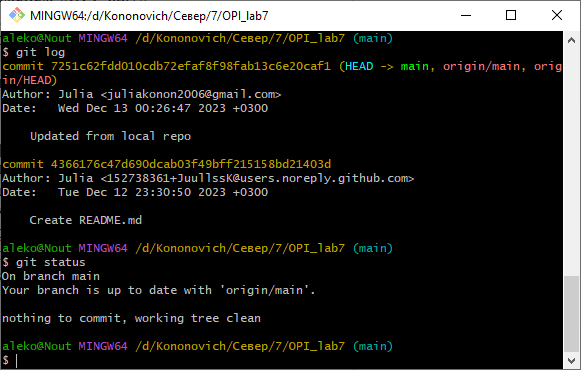 MINGW64:/d/Kononovich/Север/7/OPI_lab7
aleko@Nout MINGW64 /d/Kononovich/Север/7/OPI_lab7 (main)
$ git log
commit 7251c62fdd010cdb72efaf8f98fab13c6e20caf1 (HEAD -> main, origin/main, orig
in/HEAD)
Author: Julia <juliakonon2006@gmail.com>
Date:   Wed Dec 13 00:26:47 2023 +0300
    Updated from local repo
commit 4366176c47d690dcab03f49bff215158bd21403d
Author: Julia <152738361+JuullssK@users.noreply.github.com>
Date:   Tue Dec 12 23:30:50 2023 +0300
    Create README.md
aleko@Nout MINGW64 /d/Kononovich/Север/7/OPI_lab7 (main)
$ git status
On branch main
Your branch is up to date with 'origin/main'.
nothing to commit, working tree clean
aleko@Nout MINGW64 /d/Kononovich/Север/7/OPI_lab7 (main)
$